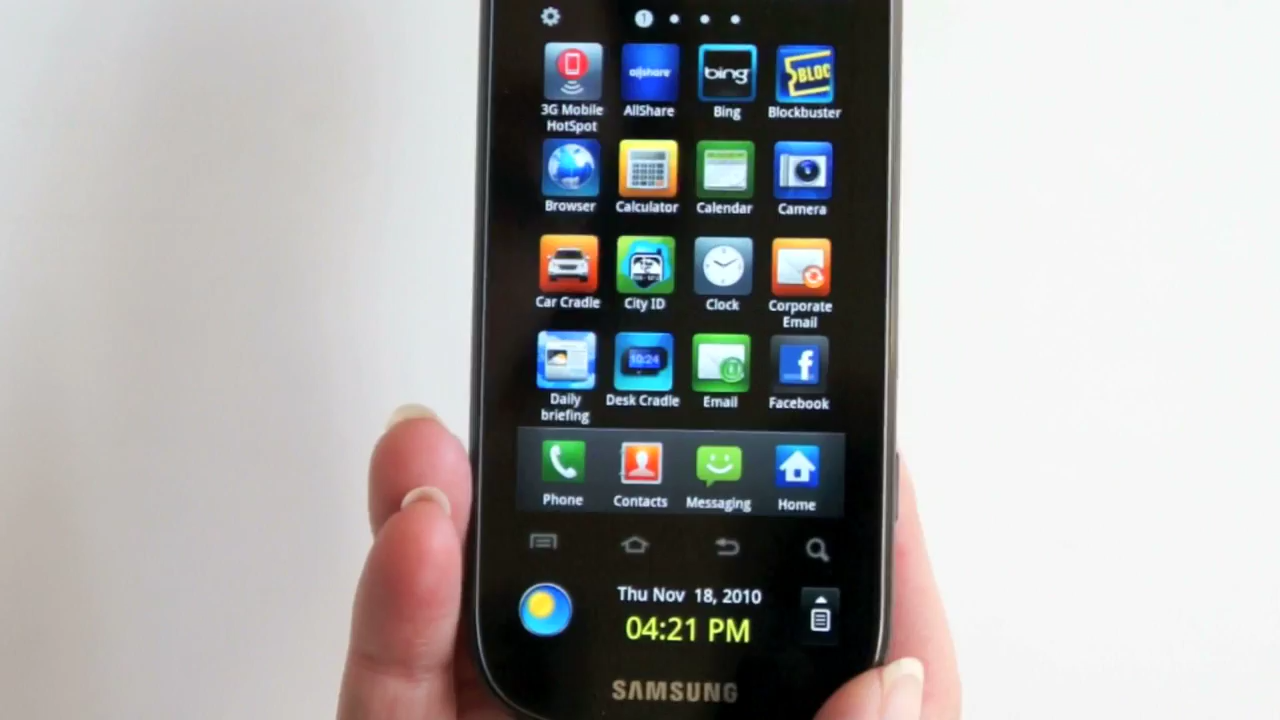 1
allshare
bing
BLOC
3G Mobile HotSpot
AllShare
Bing
Blockbuster
Browser
Calculator
Calendar
Camera
Car Cradle
City ID
Clock
Corporate Email
10:24
f
Daily briefing
Desk Cradle
Email
Facebook
Phone
Contacts
Messaging
Home
Thu Nov 18, 2010
04:21 PM
SAMSUNG